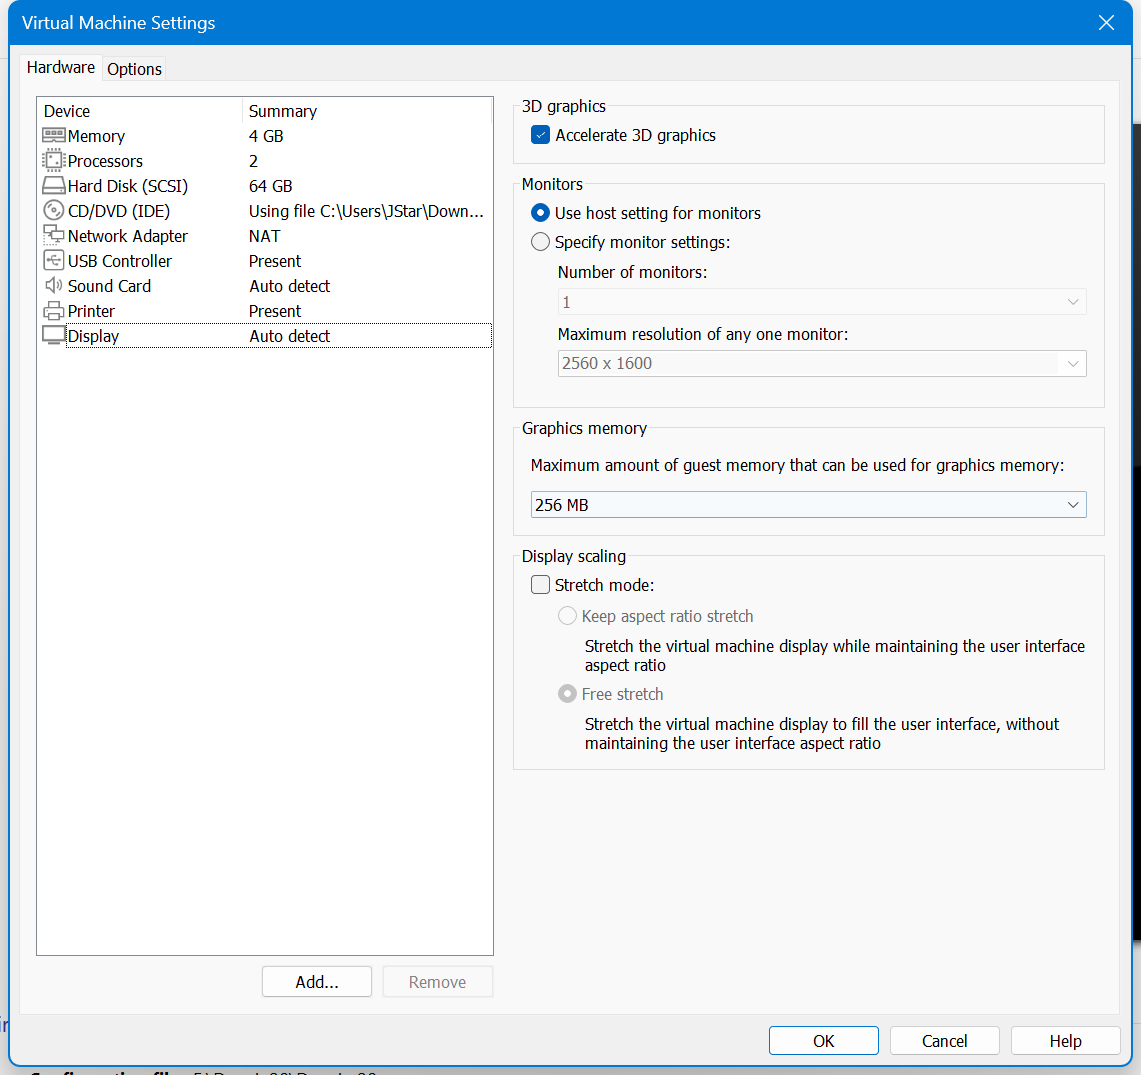 Virtual Machine Settings
Hardware Options
Device Summary
Memory 4 GB
Processors 2
Hard Disk (SCSI) 64 GB
CD/DVD (IDE) Using file C:\Users\JStar\Down...
Network Adapter NAT
USB Controller Present
Sound Card Auto detect
Printer Present
Display Auto detect
Add...
Remove
3D graphics
Accelerate 3D graphics
Monitors
Use host setting for monitors
Specify monitor settings:
Number of monitors:
1
Maximum resolution of any one monitor:
2560 x 1600
Graphics memory
Maximum amount of guest memory that can be used for graphics memory:
256 MB
Display scaling
Stretch mode:
Keep aspect ratio stretch
Stretch the virtual machine display while maintaining the user interface
aspect ratio
Free stretch
Stretch the virtual machine display to fill the user interface, without
maintaining the user interface aspect ratio
OK
Cancel
Help